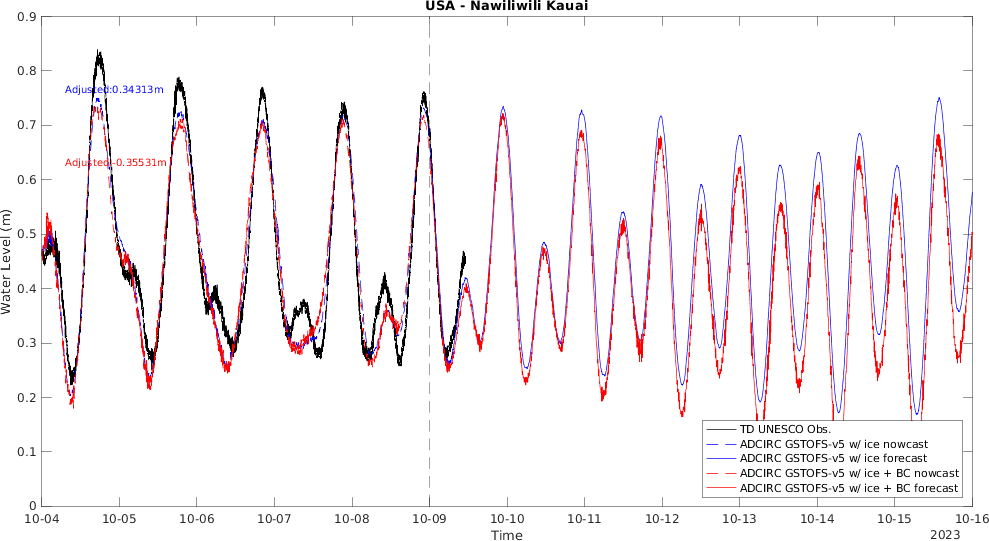 USA - Nawiliwili Kauai
0.9
0.8
0.7
0.6
0.5
0.4
0.3
0.2
0.1
0
Water Level (m)
Adjusted:0.34313m
Adjusted:-0.35531m
TD UNESCO Obs.
ADCIRC GSTOFS-v5 w/ ice nowcast
ADCIRC GSTOFS-v5 w/ ice forecast
ADCIRC GSTOFS-v5 w/ ice + BC nowcast
ADCIRC GSTOFS-v5 w/ ice + BC forecast
10-04 10-05 10-06 10-07 10-08 10-09 10-10 10-11 10-12 10-13 10-14 10-15 10-16
Time
2023